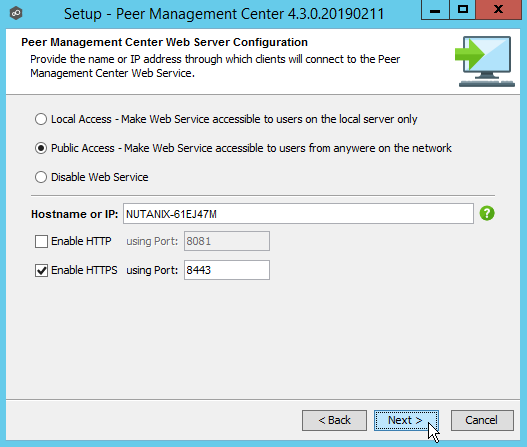 Setup - Peer Management Center 4.3.0.20190211
Peer Management Center Web Server Configuration
Provide the name or IP address through which clients will connect to the Peer
Management Center Web Service.
Local Access - Make Web Service accessible to users on the local server only
Public Access - Make Web Service accessible to users from anywere on the network
Disable Web Service
Hostname or IP: NUTANIX-61EJ47M ?
Enable HTTP using Port: 8081
Enable HTTPS using Port: 8443
< Back Next > Cancel